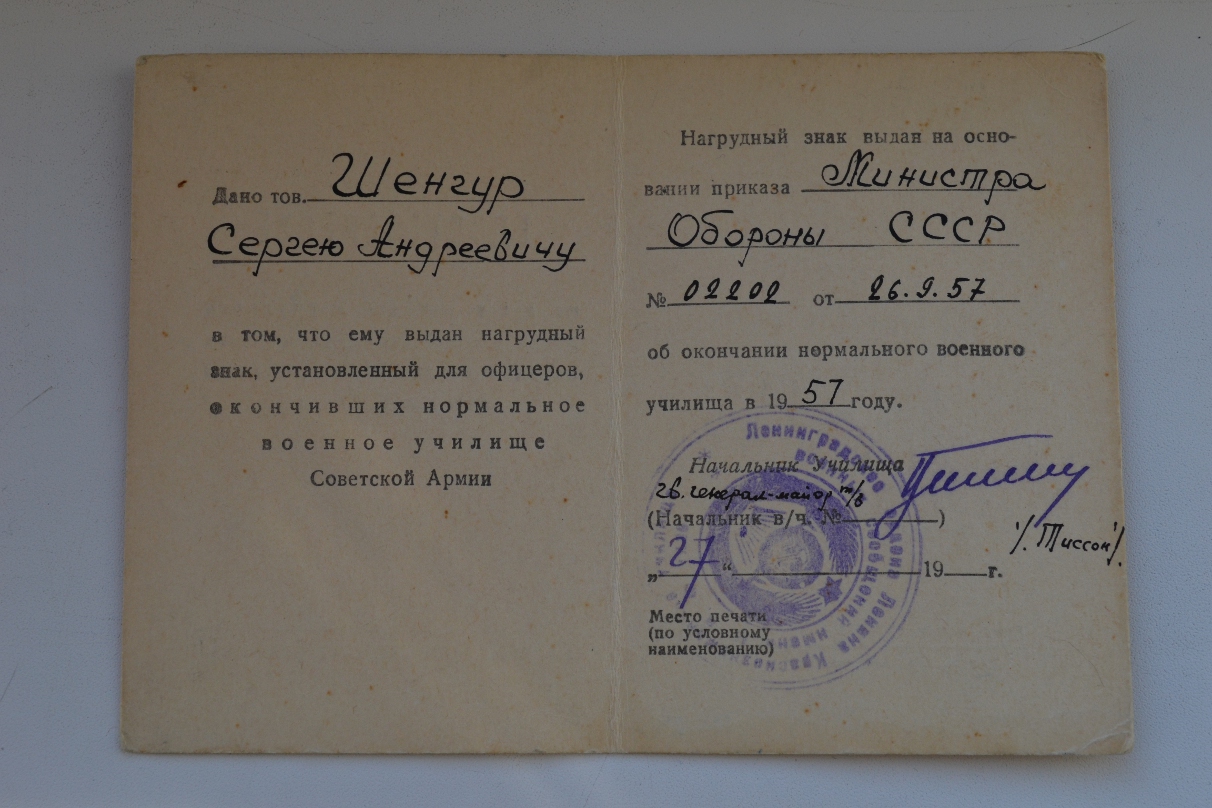 Дано тов. Шенгур
Сергею Андреевичу
в том, что ему выдан нагрудный
знак, установленный для офицеров,
окончивших нормальное
военное училище
Советской Армии
Нагрудный знак выдан на осно-
вании приказа Министра
Обороны СССР
№ 02202 от 26.9.57
об окончании нормального военного
училища в 1957 году.
Начальник Училища
гв. генерал-майор т/в
(Начальник в/ч. № )
/. Тиссон /.
„27“ 19 г.
Место печати
(по условному
наименованию)
Ленинградское
Ленина Красно